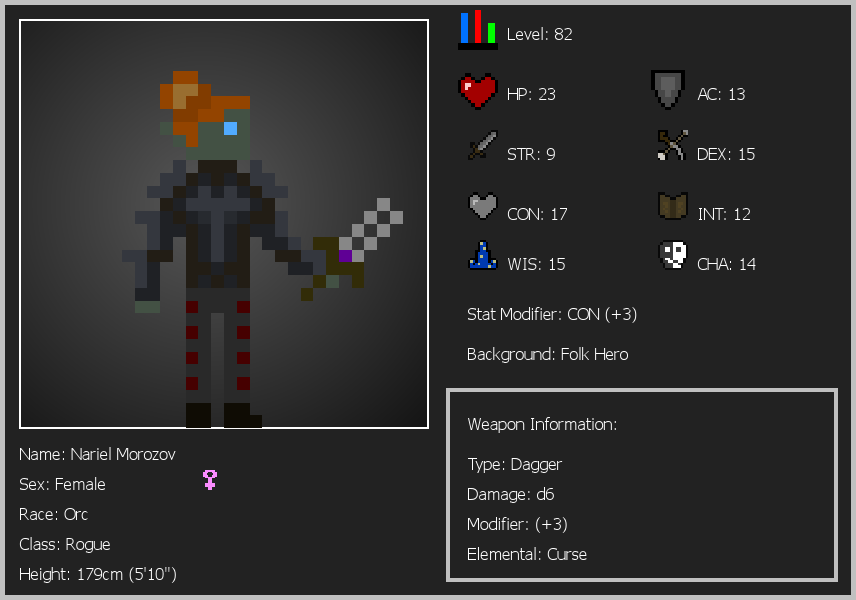 Level: 82
HP: 23
AC: 13
STR: 9
DEX: 15
CON: 17
INT: 12
WIS: 15
CHA: 14
Stat Modifier: CON (+3)
Background: Folk Hero
Weapon Information:
Type: Dagger
Damage: d6
Modifier: (+3)
Elemental: Curse
Name: Nariel Morozov
Sex: Female
Race: Orc
Class: Rogue
Height: 179cm (5'10")